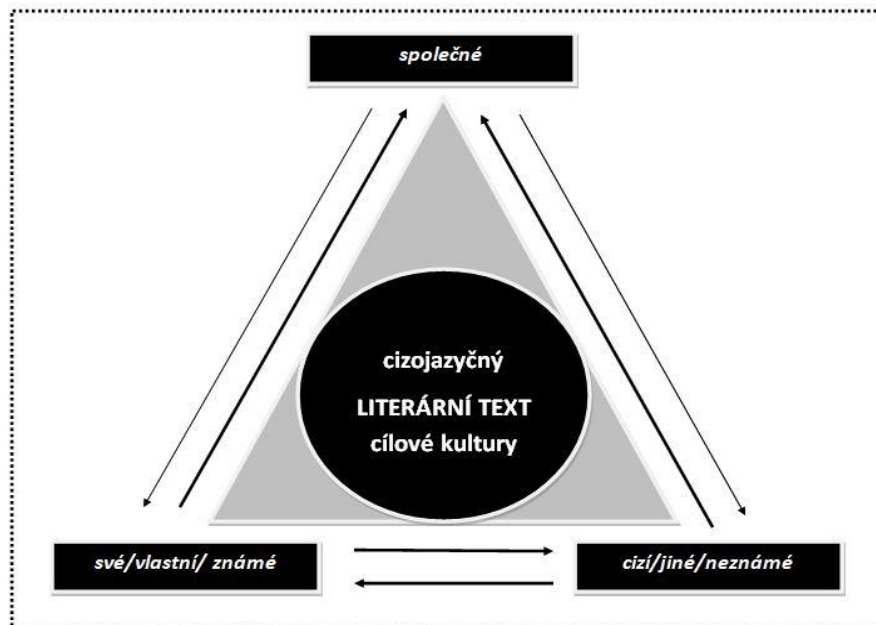 společné
cizojazyčný
LITERÁRNÍ TEXT
cílové kultury
své/vlastní/ známé
cizí/jiné/neznámé